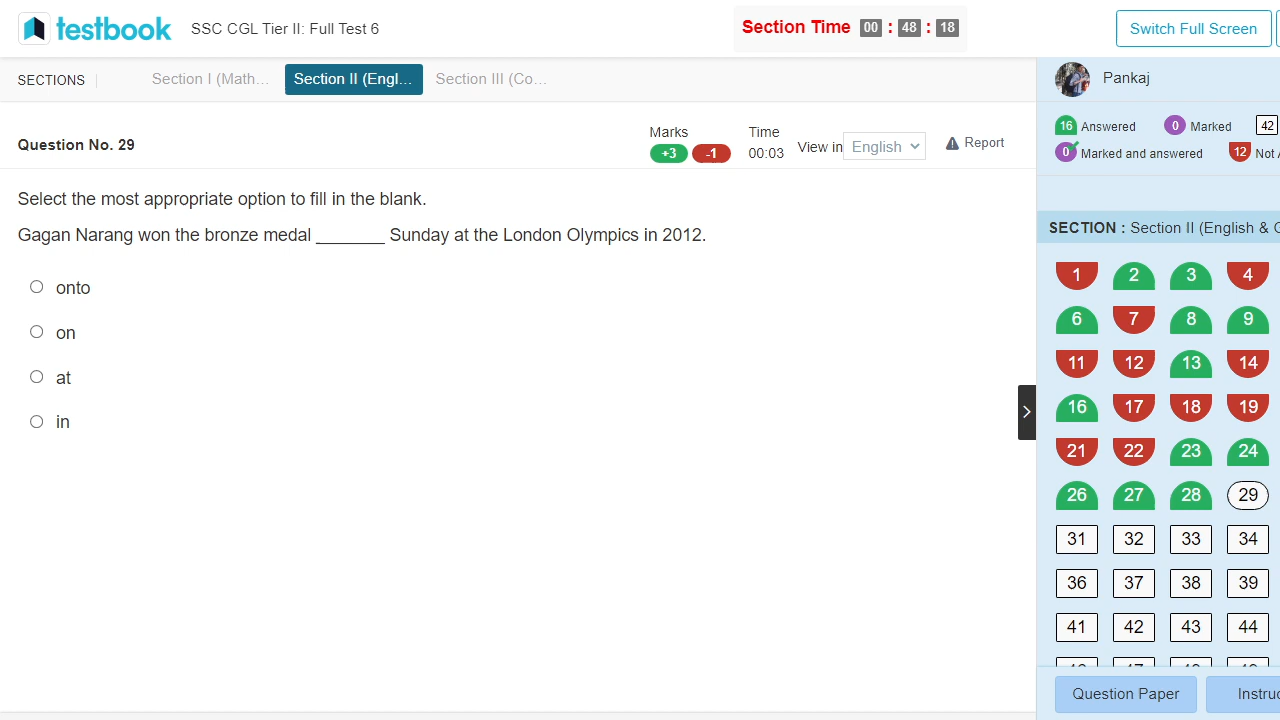 testbook SSC CGL Tier II: Full Test 6 Section Time 00 : 48 : 18 Switch Full Screen
SECTIONS Section I (Math... Section II (Engl... Section III (Co...
Pankaj
16 Answered 0 Marked 42
0 Marked and answered 12 Not
Question No. 29
Marks
+3 -1
Time
00:03
View in English
Report
Select the most appropriate option to fill in the blank.
Gagan Narang won the bronze medal _______ Sunday at the London Olympics in 2012.
onto
on
at
in
SECTION : Section II (English &
1 2 3 4
6 7 8 9
11 12 13 14
16 17 18 19
21 22 23 24
26 27 28 29
31 32 33 34
36 37 38 39
41 42 43 44
Question Paper